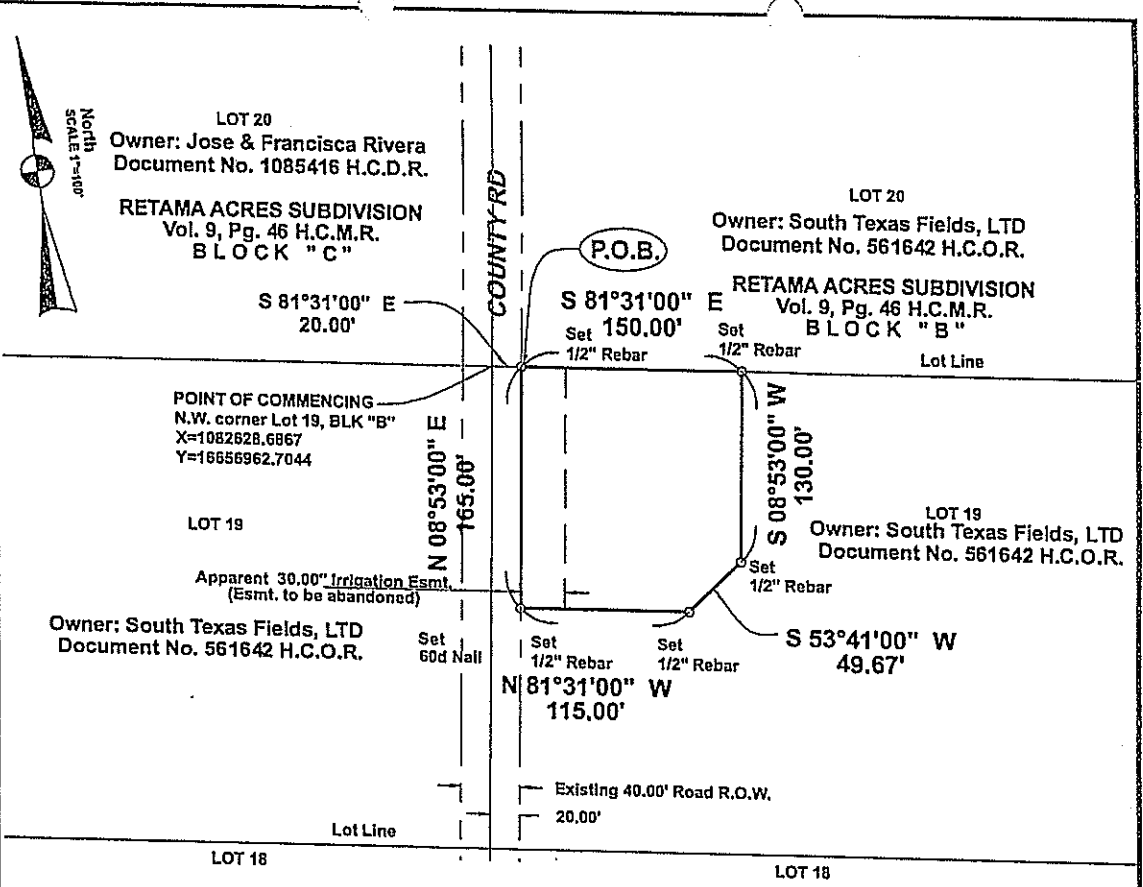 North
SCALE 1"=100'
LOT 20
Owner: Jose & Francisca Rivera
Document No. 1085416 H.C.D.R.
RETAMA ACRES SUBDIVISION
Vol. 9, Pg. 46 H.C.M.R.
BLOCK "C"
COUNTY RD
P.O.B.
LOT 20
Owner: South Texas Fields, LTD
Document No. 561642 H.C.O.R.
RETAMA ACRES SUBDIVISION
Vol. 9, Pg. 46 H.C.M.R.
BLOCK "B"
S 81°31'00" E
20.00'
S 81°31'00" E
150.00'
Set
1/2" Rebar
Set
1/2" Rebar
Lot Line
POINT OF COMMENCING
N.W. corner Lot 19, BLK "B"
X=1082628.6867
Y=16656962.7044
N 08°53'00" E
165.00'
S 08°53'00" W
130.00'
LOT 19
LOT 19
Owner: South Texas Fields, LTD
Document No. 561642 H.C.O.R.
Apparent 30.00" Irrigation Esmt.
(Esmt. to be abandoned)
Set
1/2" Rebar
Owner: South Texas Fields, LTD
Document No. 561642 H.C.O.R.
Set
60d Nail
Set
1/2" Rebar
Set
1/2" Rebar
S 53°41'00" W
49.67'
N 81°31'00" W
115.00'
Existing 40.00' Road R.O.W.
20.00'
Lot Line
LOT 18
LOT 18